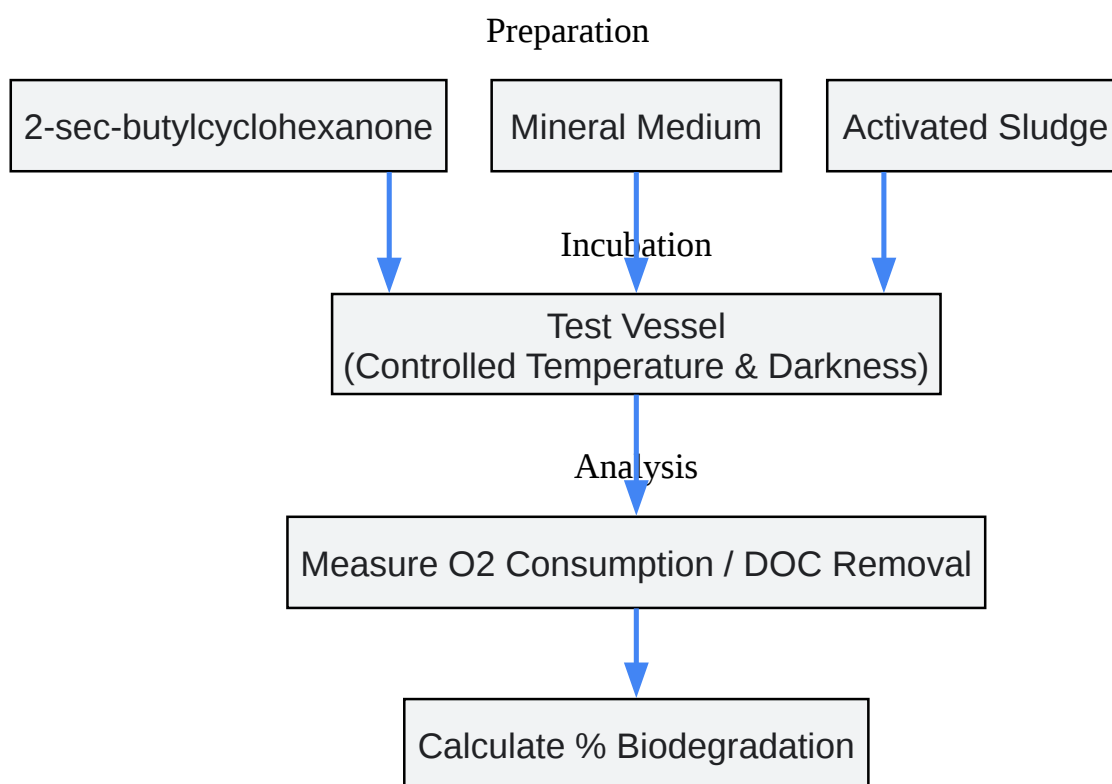 Preparation
2-sec-butylcyclohexanone
Mineral Medium
Activated Sludge
Incubation
Test Vessel
(Controlled Temperature & Darkness)
Analysis
Measure O2 Consumption / DOC Removal
Calculate % Biodegradation